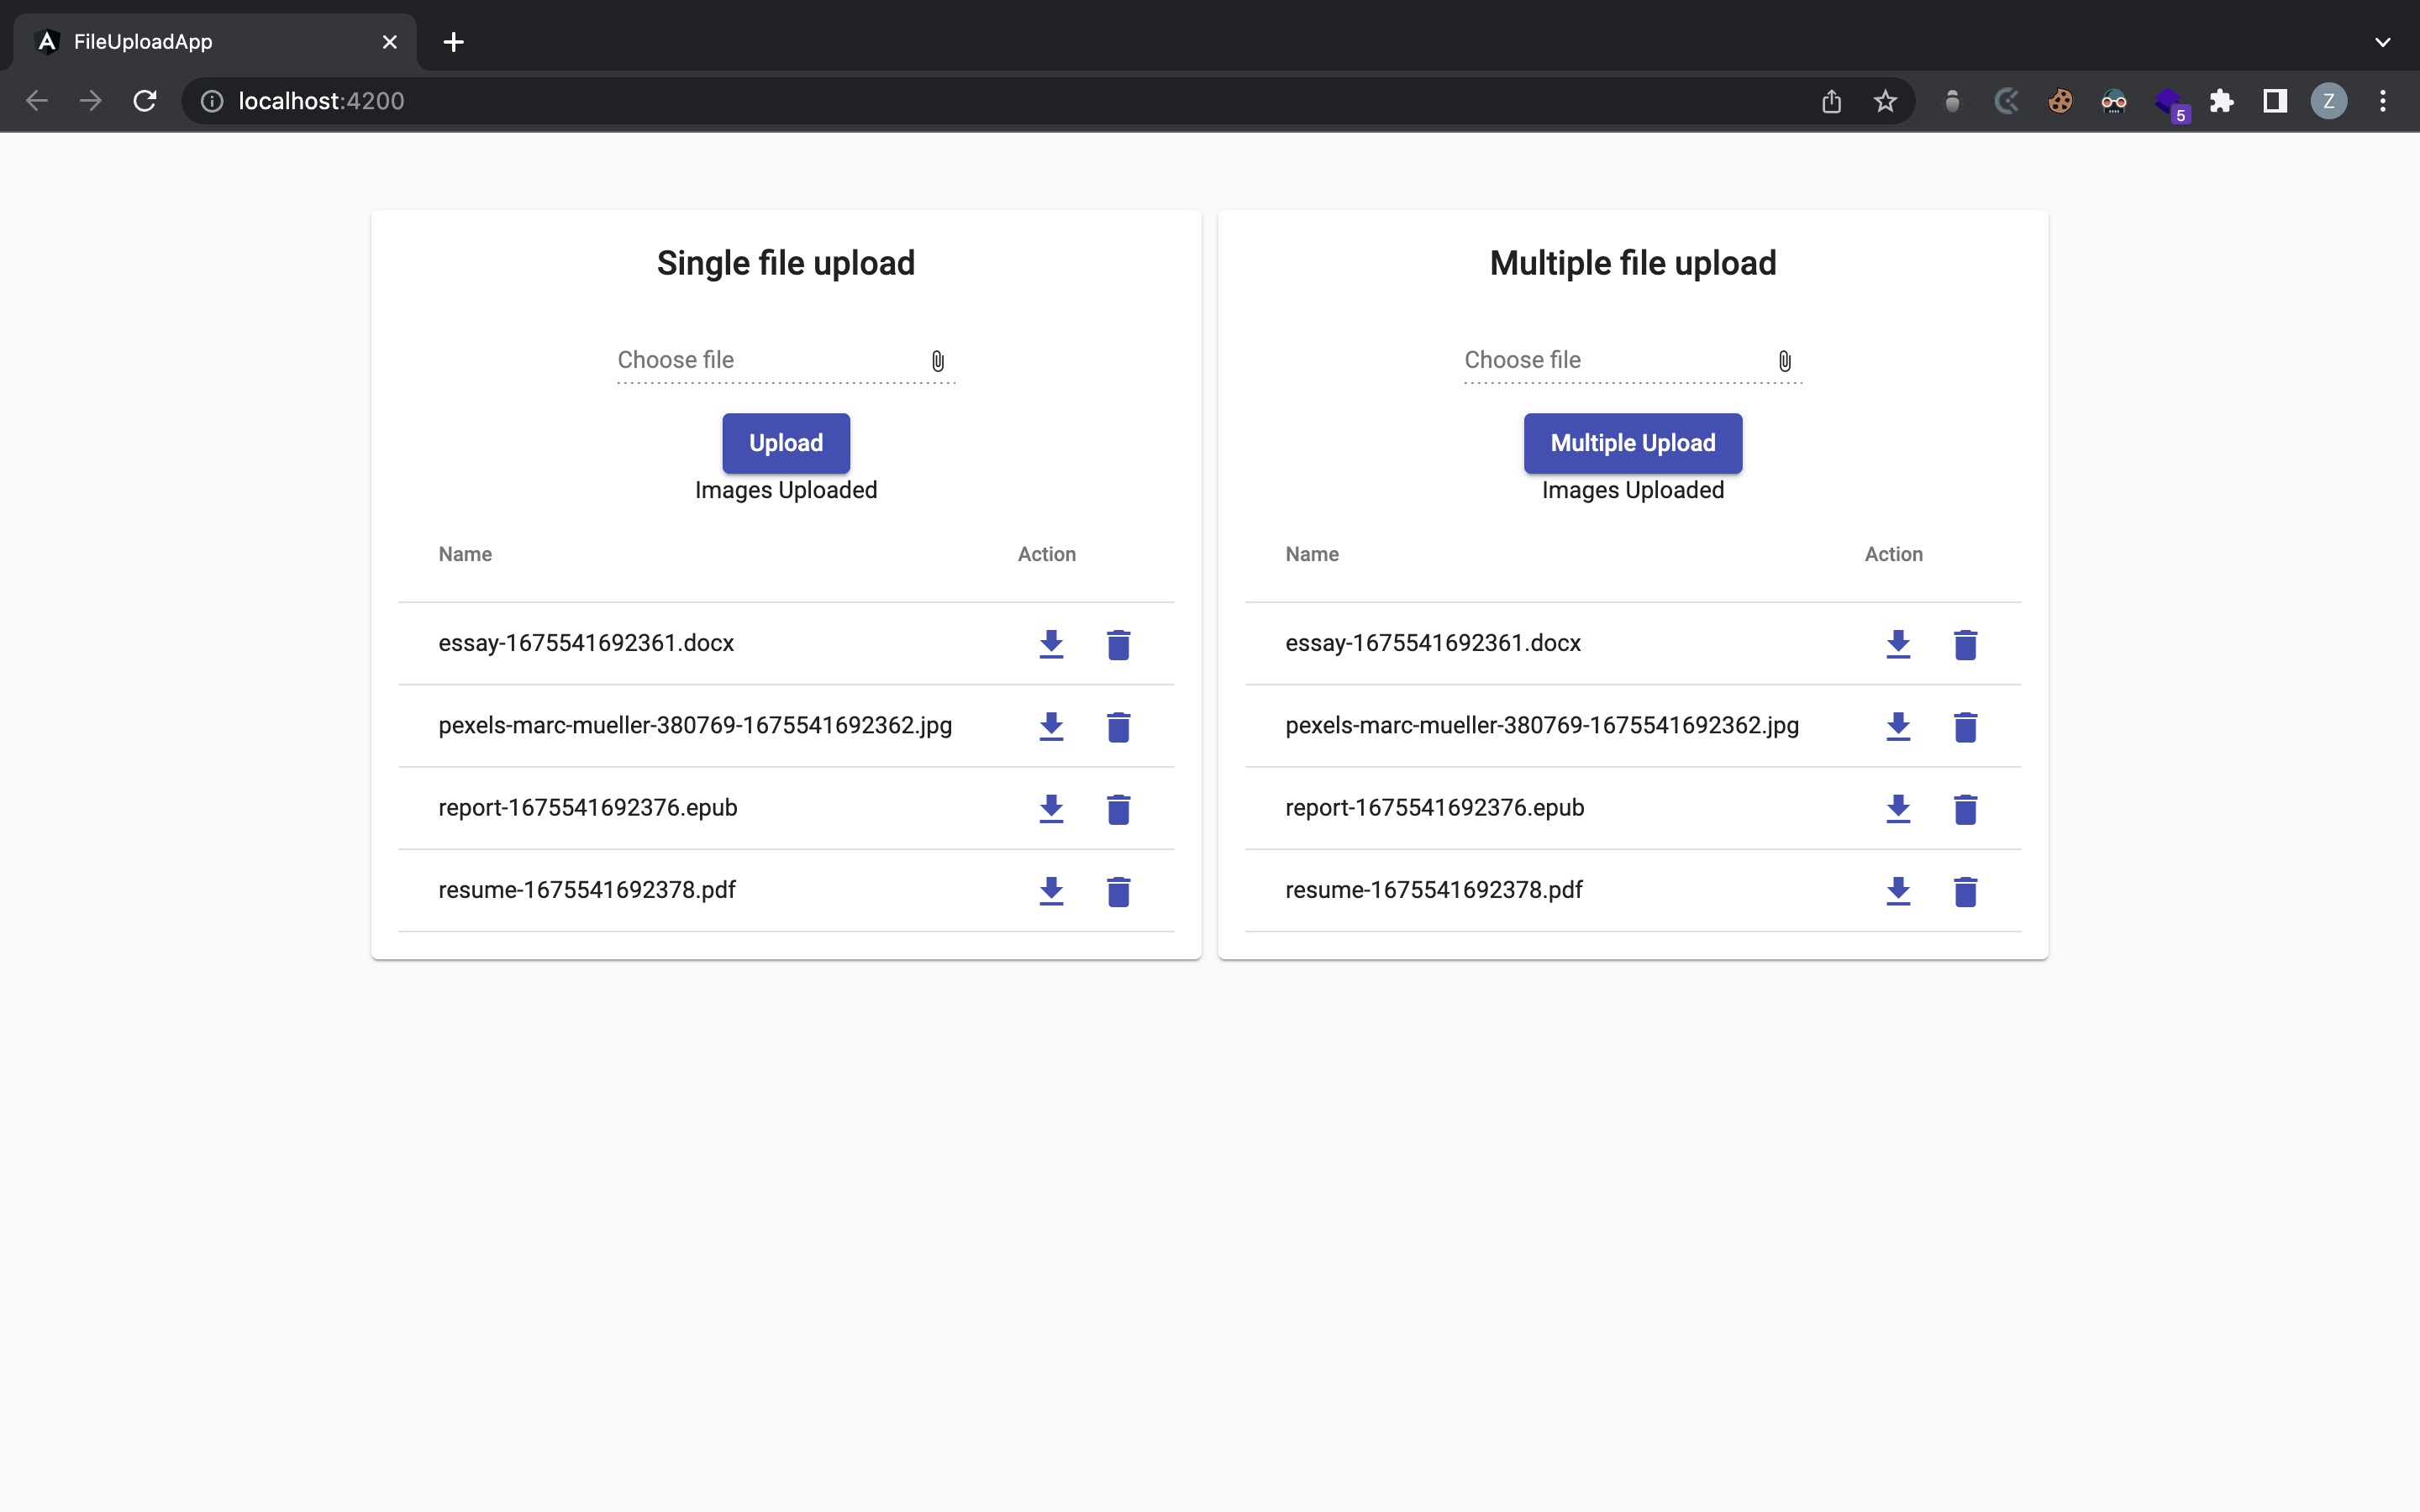 FileUploadApp
localhost:4200
5
Z
Single file upload
Choose file
Upload
Images Uploaded
Name Action
essay-1675541692361.docx
pexels-marc-mueller-380769-1675541692362.jpg
report-1675541692376.epub
resume-1675541692378.pdf
Multiple file upload
Choose file
Multiple Upload
Images Uploaded
Name Action
essay-1675541692361.docx
pexels-marc-mueller-380769-1675541692362.jpg
report-1675541692376.epub
resume-1675541692378.pdf